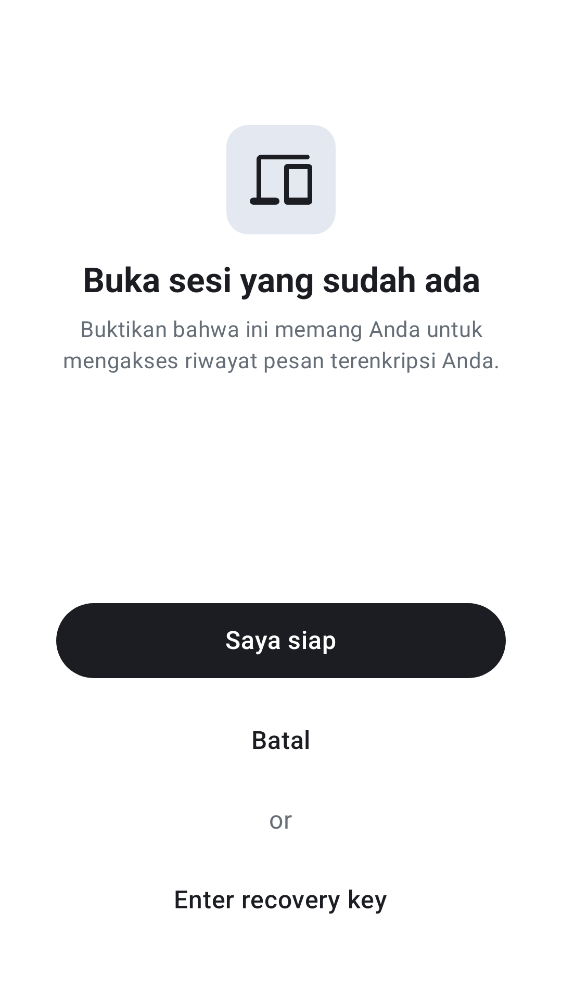 Buka sesi yang sudah ada
Buktikan bahwa ini memang Anda untuk
mengakses riwayat pesan terenkripsi Anda.
Saya siap
Batal
or
Enter recovery key